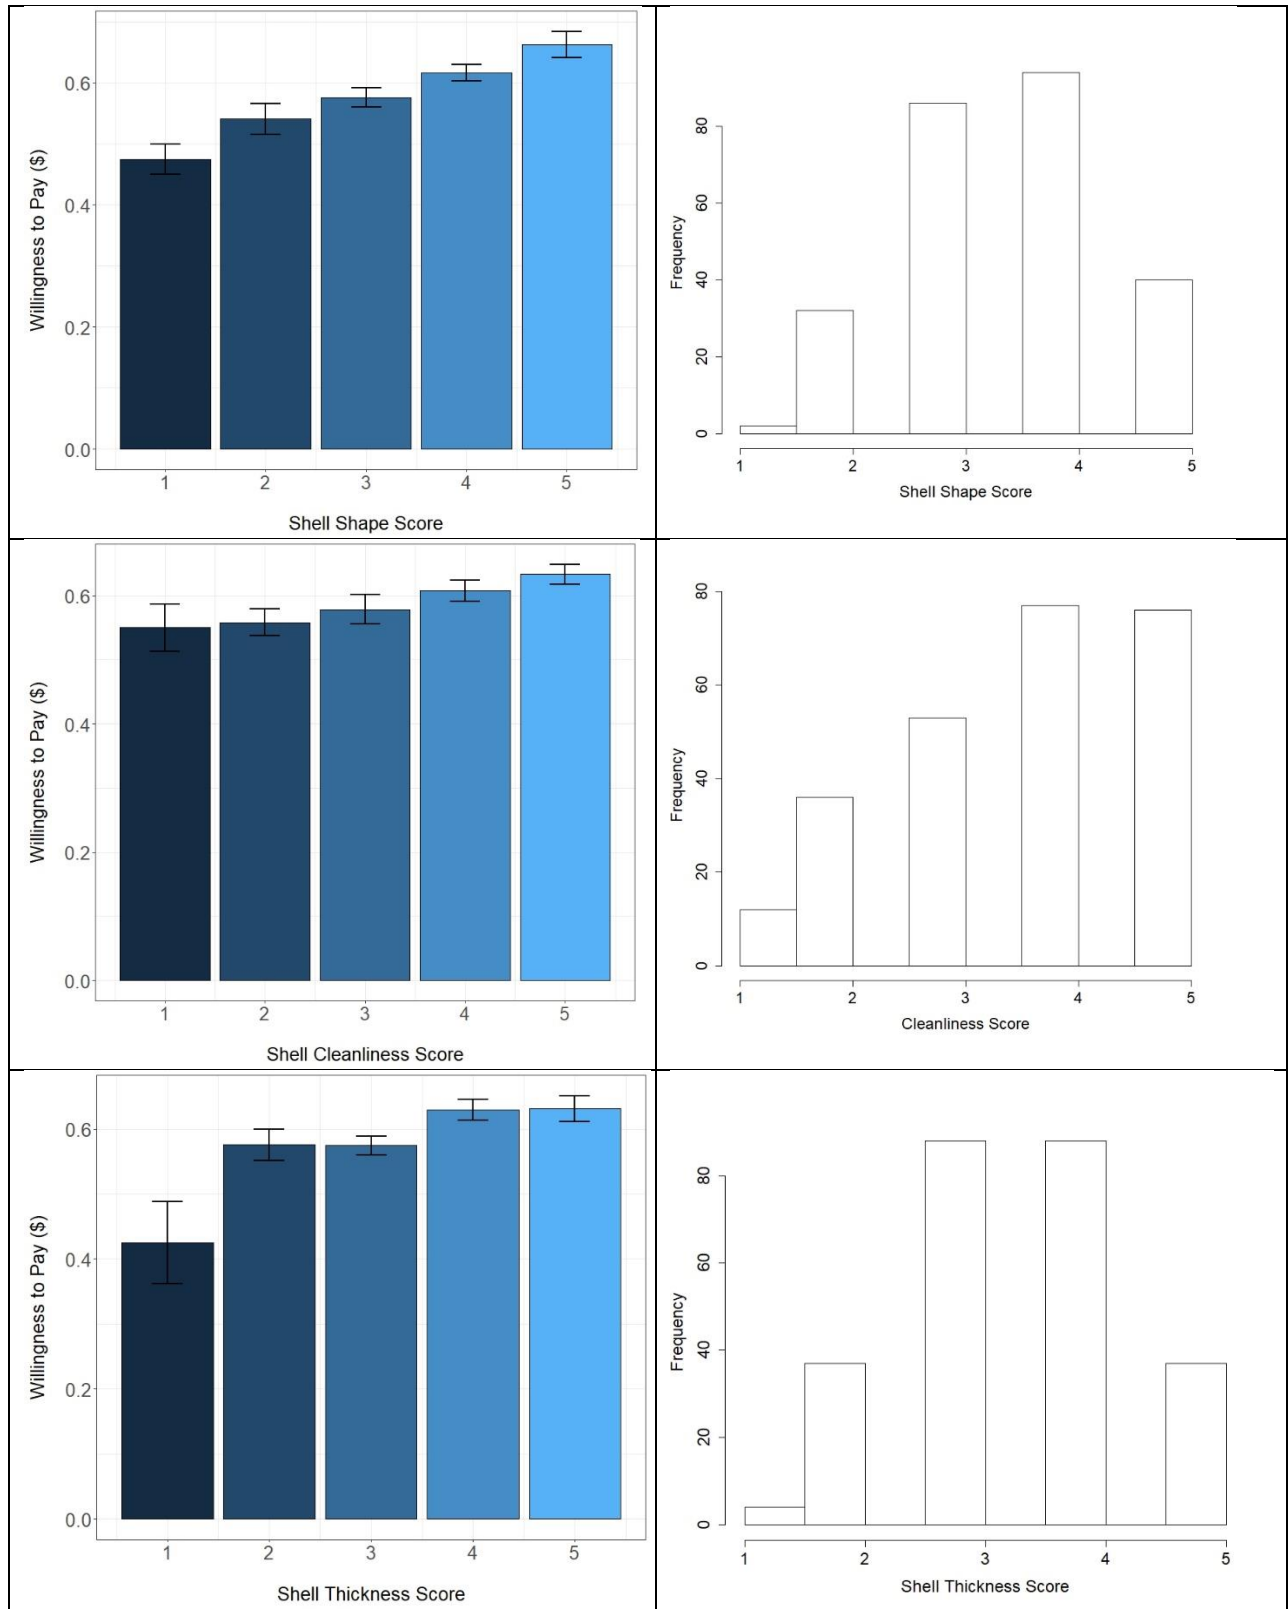 Willingness to Pay ($)
0.6
0.4
0.2
0.0
1 2 3 4 5
Shell Shape Score
Frequency
80
60
40
20
0
1 2 3 4 5
Shell Shape Score
Willingness to Pay ($)
0.6
0.4
0.2
0.0
1 2 3 4 5
Shell Cleanliness Score
Frequency
80
60
40
20
0
1 2 3 4 5
Cleanliness Score
Willingness to Pay ($)
0.6
0.4
0.2
0.0
1 2 3 4 5
Shell Thickness Score
Frequency
80
60
40
20
0
1 2 3 4 5
Shell Thickness Score